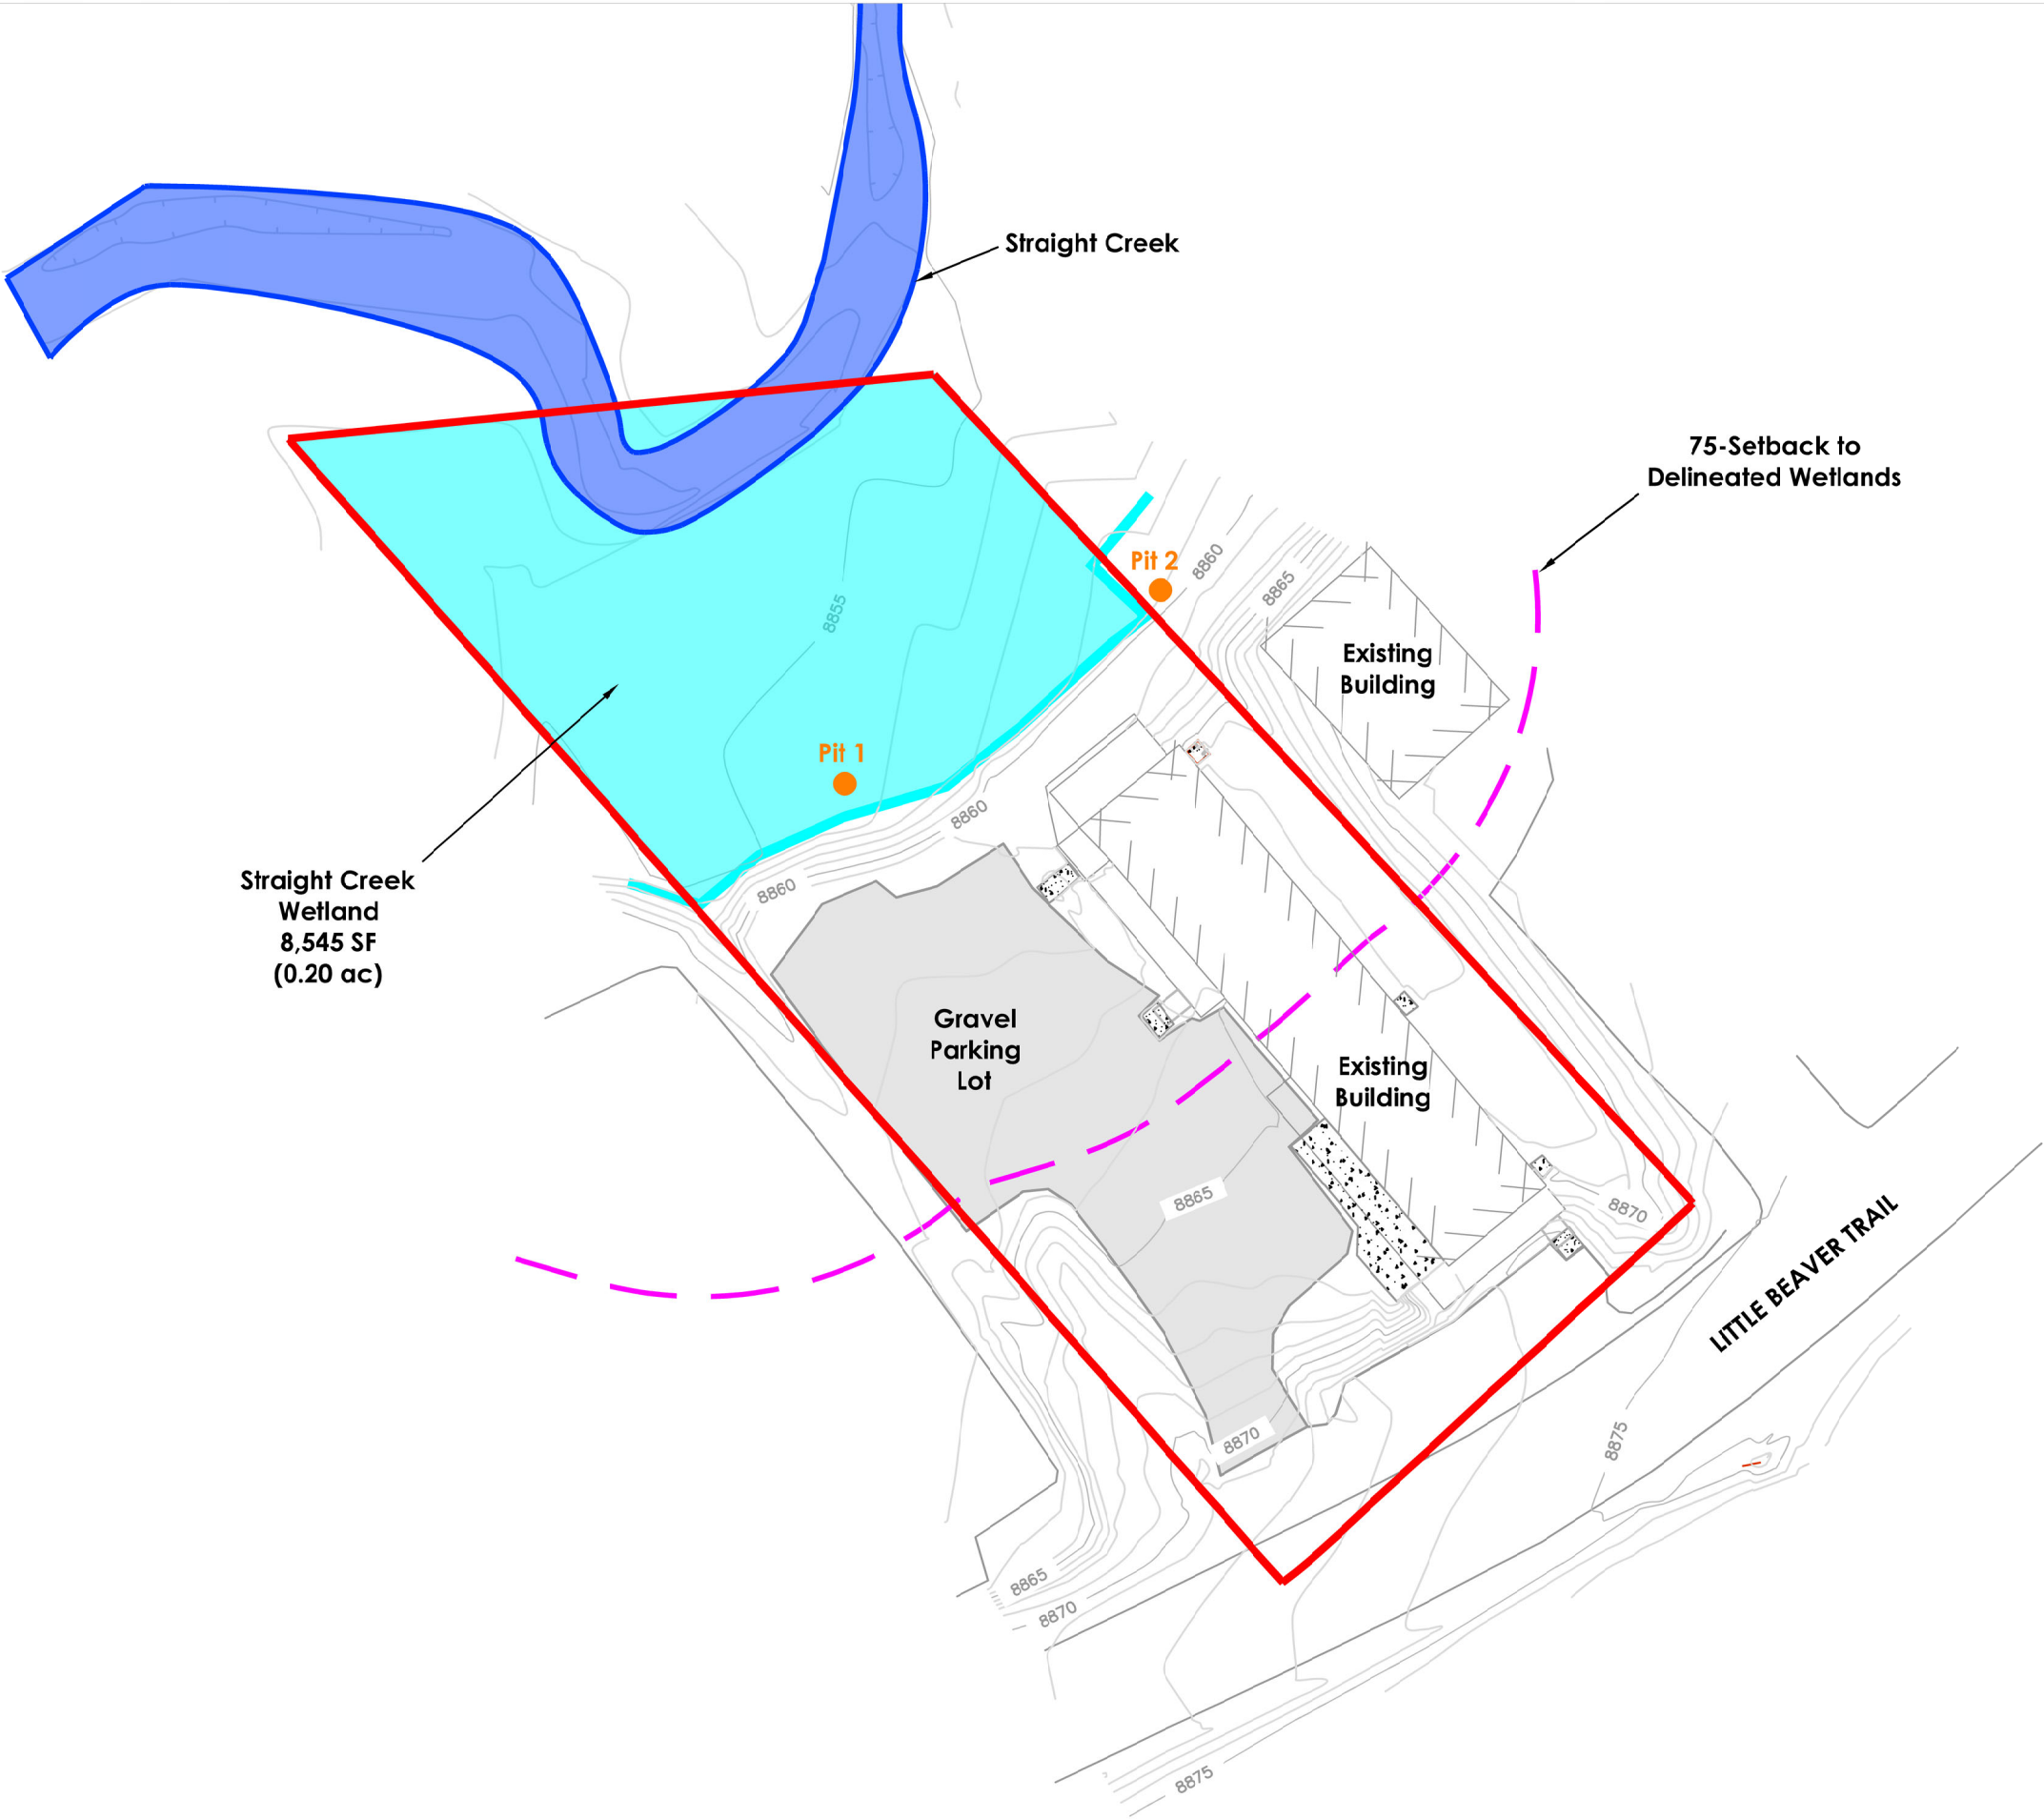 Straight Creek
75-Setback to
Delineated Wetlands
Pit 2
8860
8865
8855
Existing
Building
Pit 1
8860
8860
Straight Creek
Wetland
8,545 SF
(0.20 ac)
Gravel
Parking
Lot
Existing
Building
8865
8870
LITTLE BEAVER TRAIL
8870
8875
8865
8870
8875